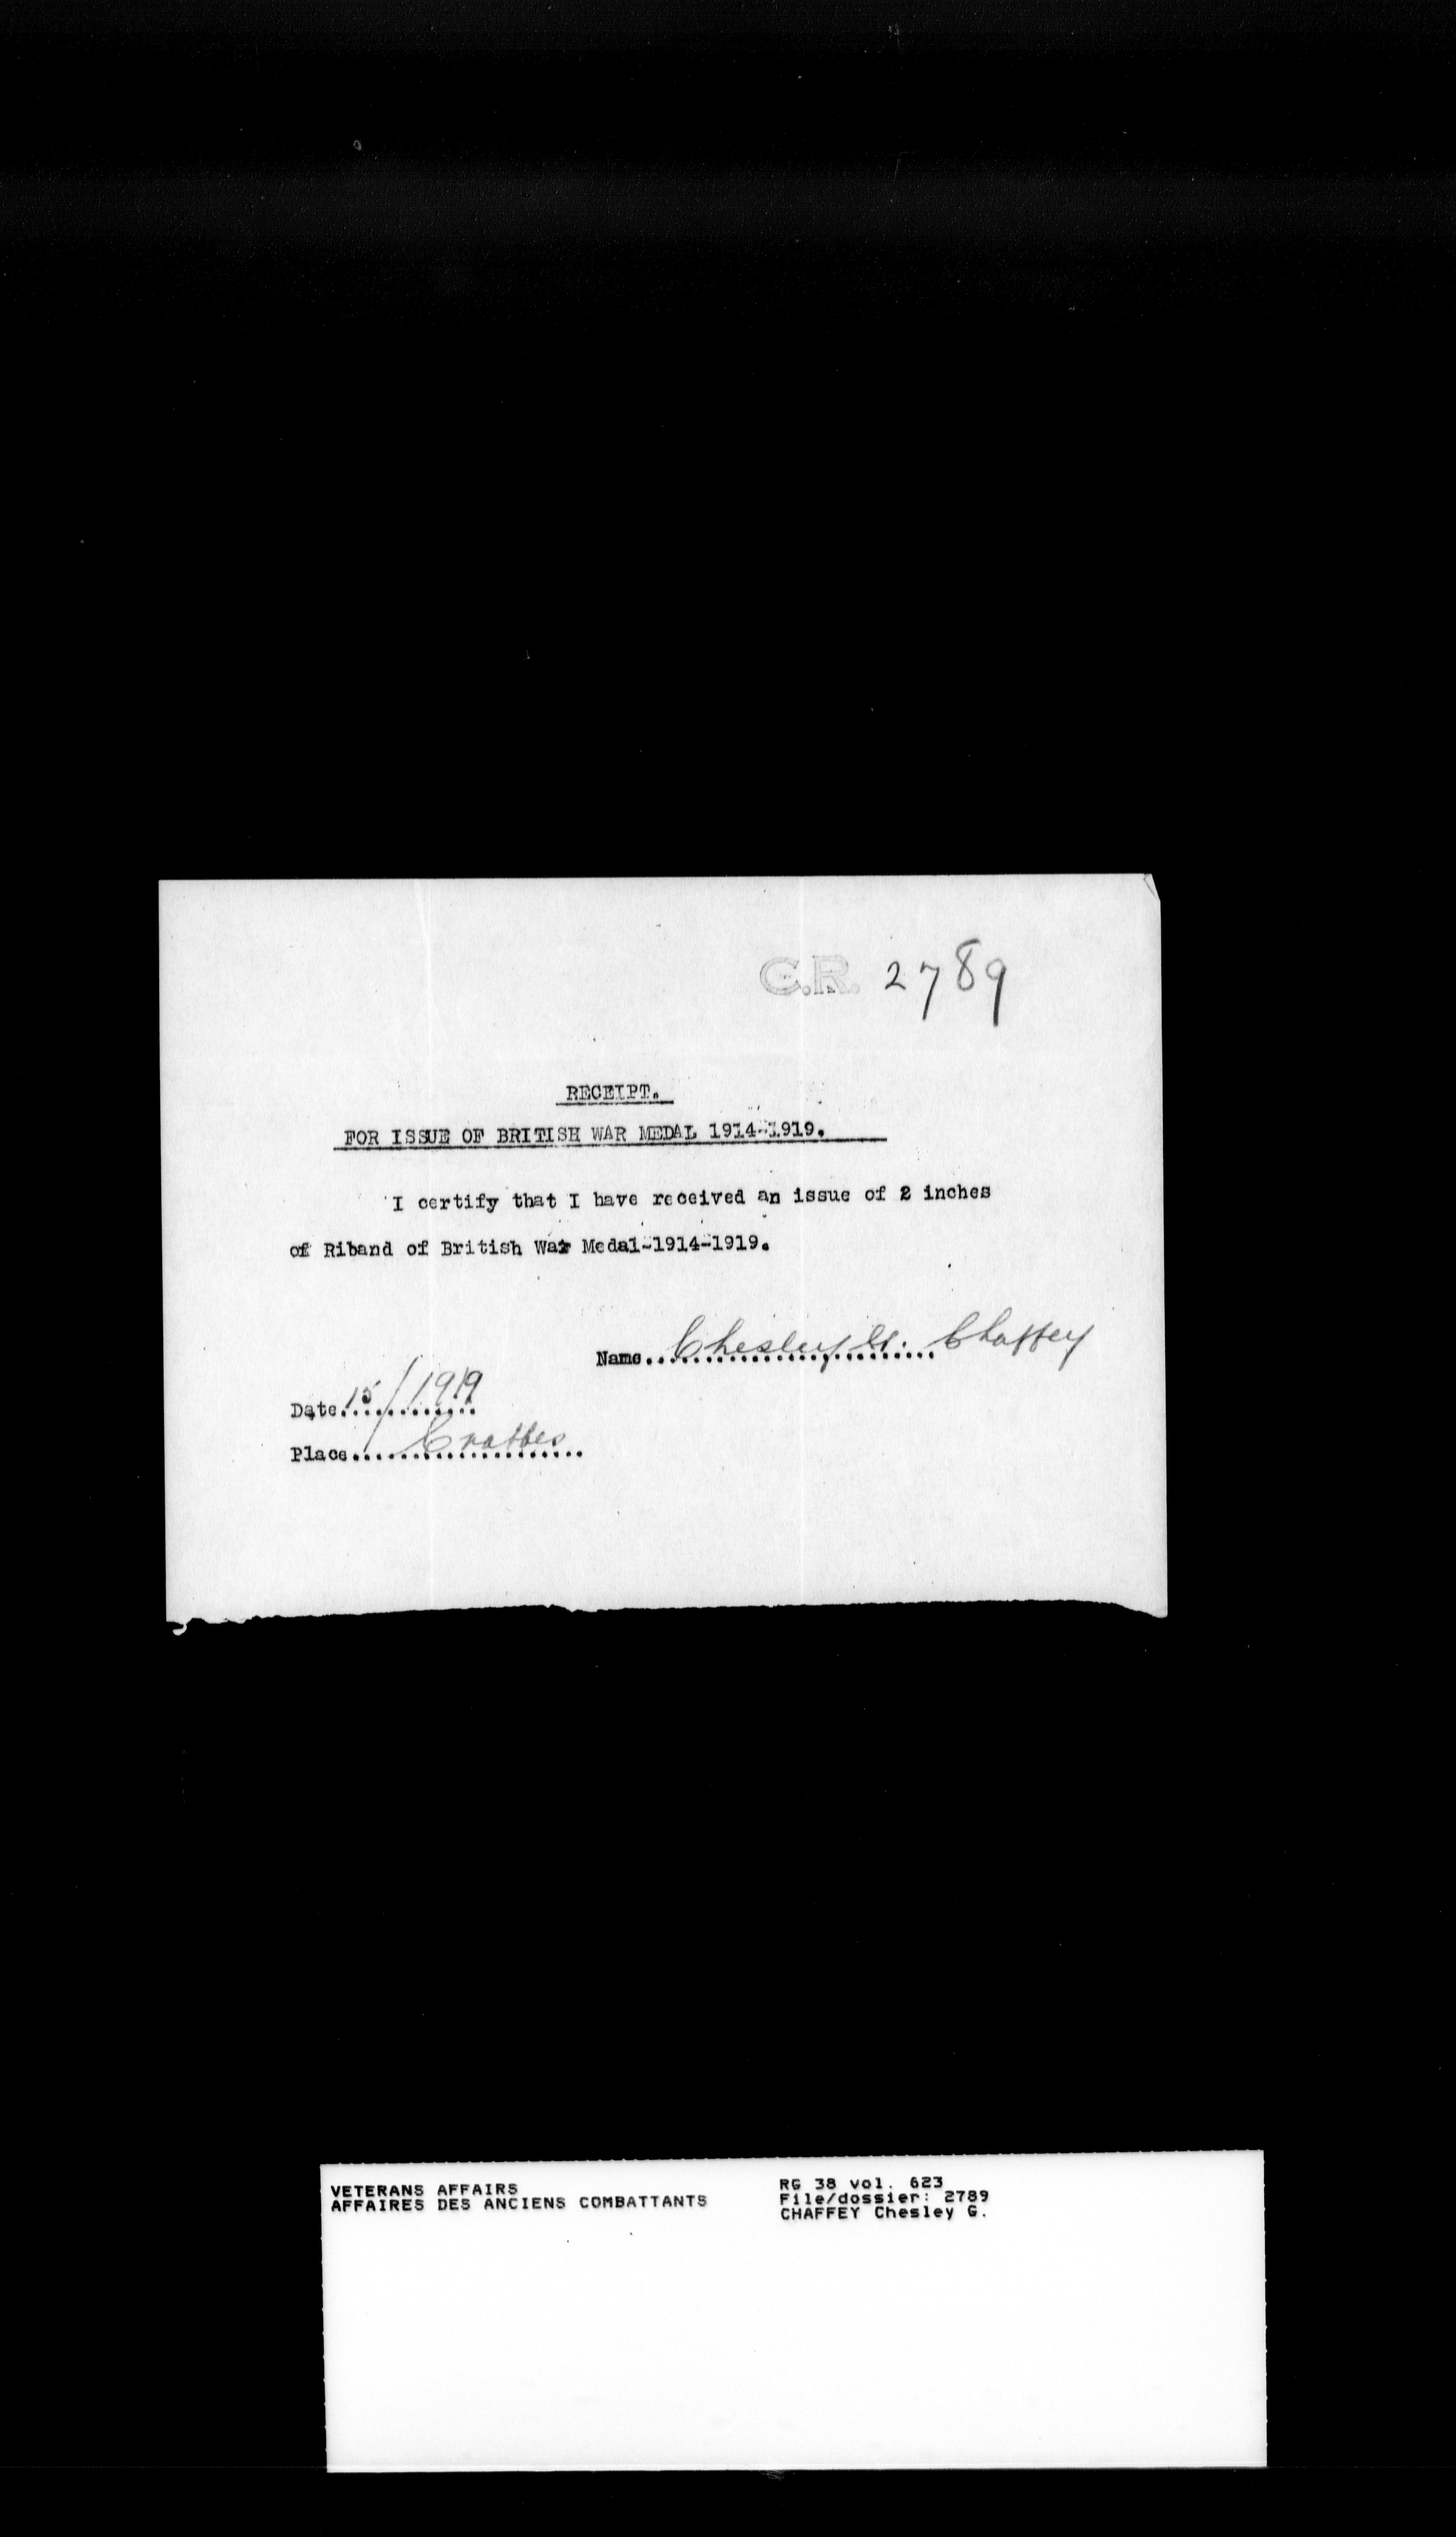 C.R. 2789
RECEIPT.
FOR ISSUE OF BRITISH WAR MEDAL 1914-1919.
I certify that I have received an issue of 2 inches
of Riband of British War Medal-1914-1919.
Name. Chesley G. Chaffey
Date. 15/1919
Place.
VETERANS AFFAIRS
AFFAIRES DES ANCIENS COMBATTANTS
RG 38 vol. 623
File/dossier: 2789
CHAFFEY Chesley G.